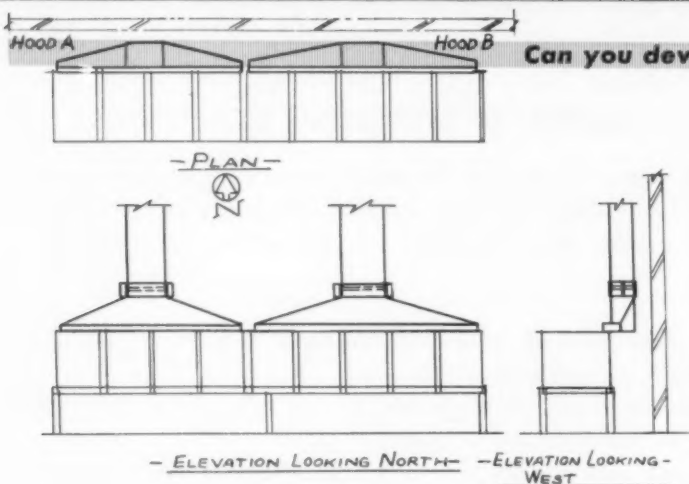 HOOD A
HOOD B
Can you dev
- PLAN -
N
- ELEVATION LOOKING NORTH -
- ELEVATION LOOKING - WEST